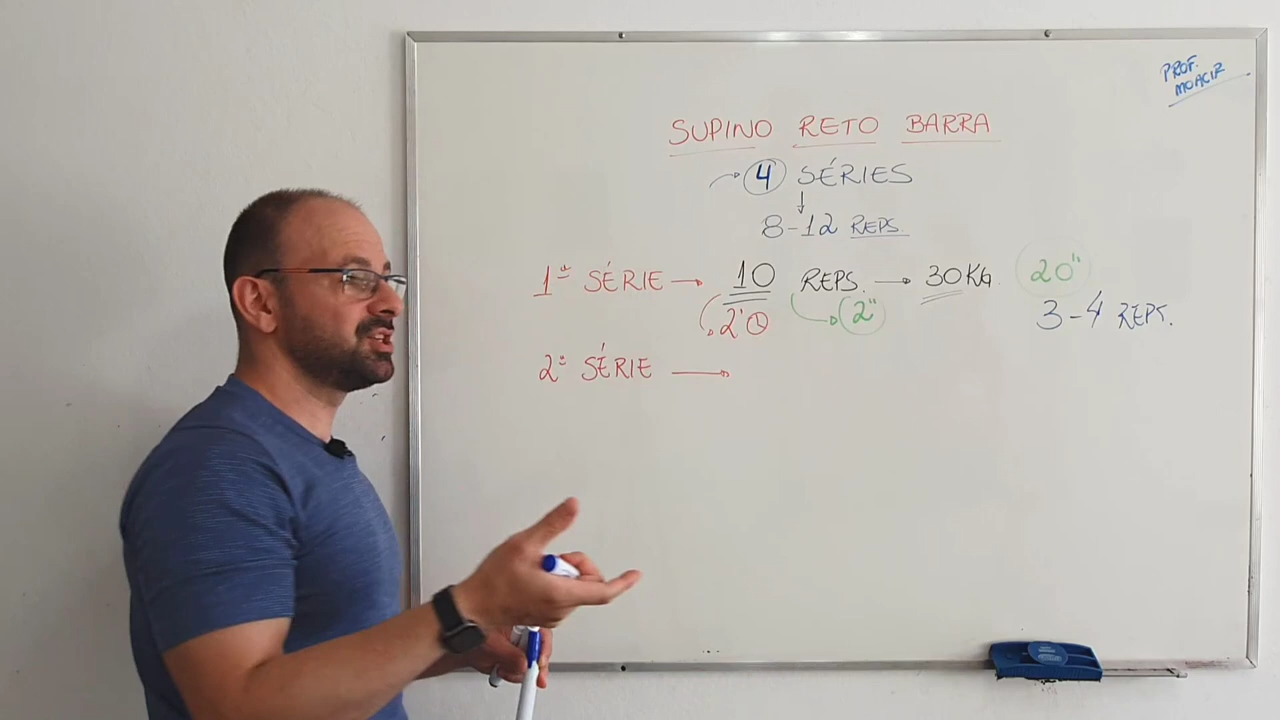 PROF.
MOACIR
SUPINO RETO BARRA
4 SÉRIES
8-12 REPS.
1ª SÉRIE → 10 REPS. → 30KG 20"
2' 2" 3-4 REPS.
2ª SÉRIE →